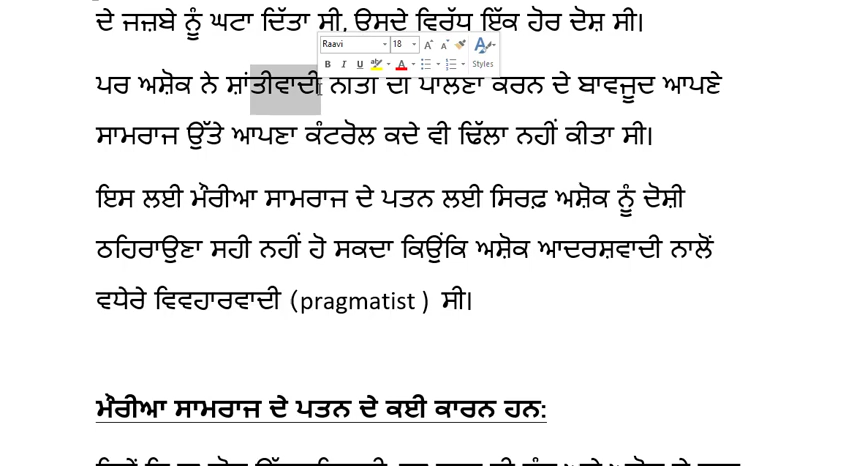 ਦੇ ਜਜ਼ਬੇ ਨੂੰ ਘਟਾ ਦਿੱਤਾ ਸੀ, ਉਸਦੇ ਵਿਰੁੱਧ ਇੱਕ ਹੋਰ ਦੋਸ਼ ਸੀ।
Raavi 18
B I U ab A Styles
ਪਰ ਅਸ਼ੋਕ ਨੇ ਸ਼ਾਂਤੀਵਾਦੀ ਨੀਤੀ ਦੀ ਪਾਲਣਾ ਕਰਨ ਦੇ ਬਾਵਜੂਦ ਆਪਣੇ
ਸਾਮਰਾਜ ਉੱਤੇ ਆਪਣਾ ਕੰਟਰੋਲ ਕਦੇ ਵੀ ਢਿੱਲਾ ਨਹੀਂ ਕੀਤਾ ਸੀ।
ਇਸ ਲਈ ਮੌਰੀਆ ਸਾਮਰਾਜ ਦੇ ਪਤਨ ਲਈ ਸਿਰਫ਼ ਅਸ਼ੋਕ ਨੂੰ ਦੋਸ਼ੀ
ਠਹਿਰਾਉਣਾ ਸਹੀ ਨਹੀਂ ਹੋ ਸਕਦਾ ਕਿਉਂਕਿ ਅਸ਼ੋਕ ਆਦਰਸ਼ਵਾਦੀ ਨਾਲੋਂ
ਵਧੇਰੇ ਵਿਵਹਾਰਵਾਦੀ (pragmatist ) ਸੀ।
ਮੌਰੀਆ ਸਾਮਰਾਜ ਦੇ ਪਤਨ ਦੇ ਕਈ ਕਾਰਨ ਹਨ: